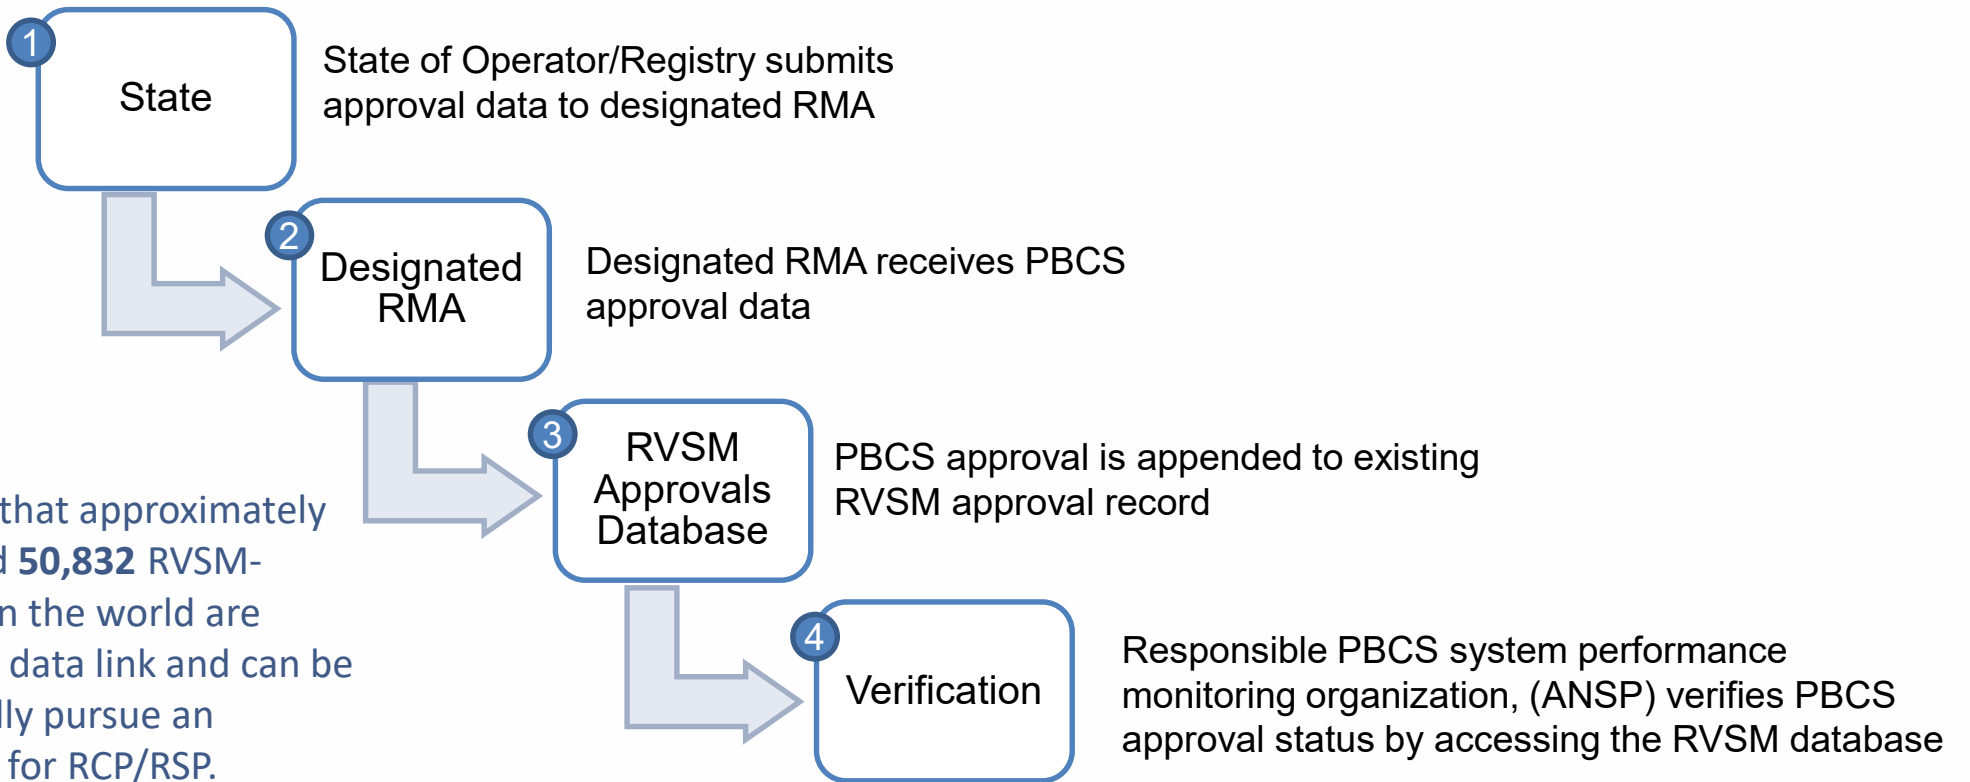 1
State
State of Operator/Registry submits
approval data to designated RMA
2
Designated
RMA
Designated RMA receives PBCS
approval data
3
RVSM
Approvals
Database
PBCS approval is appended to existing
RVSM approval record
that approximately
50,832 RVSM-
the world are
data link and can be
pursue an
for RCP/RSP.
4
Verification
Responsible PBCS system performance
monitoring organization, (ANSP) verifies PBCS
approval status by accessing the RVSM database